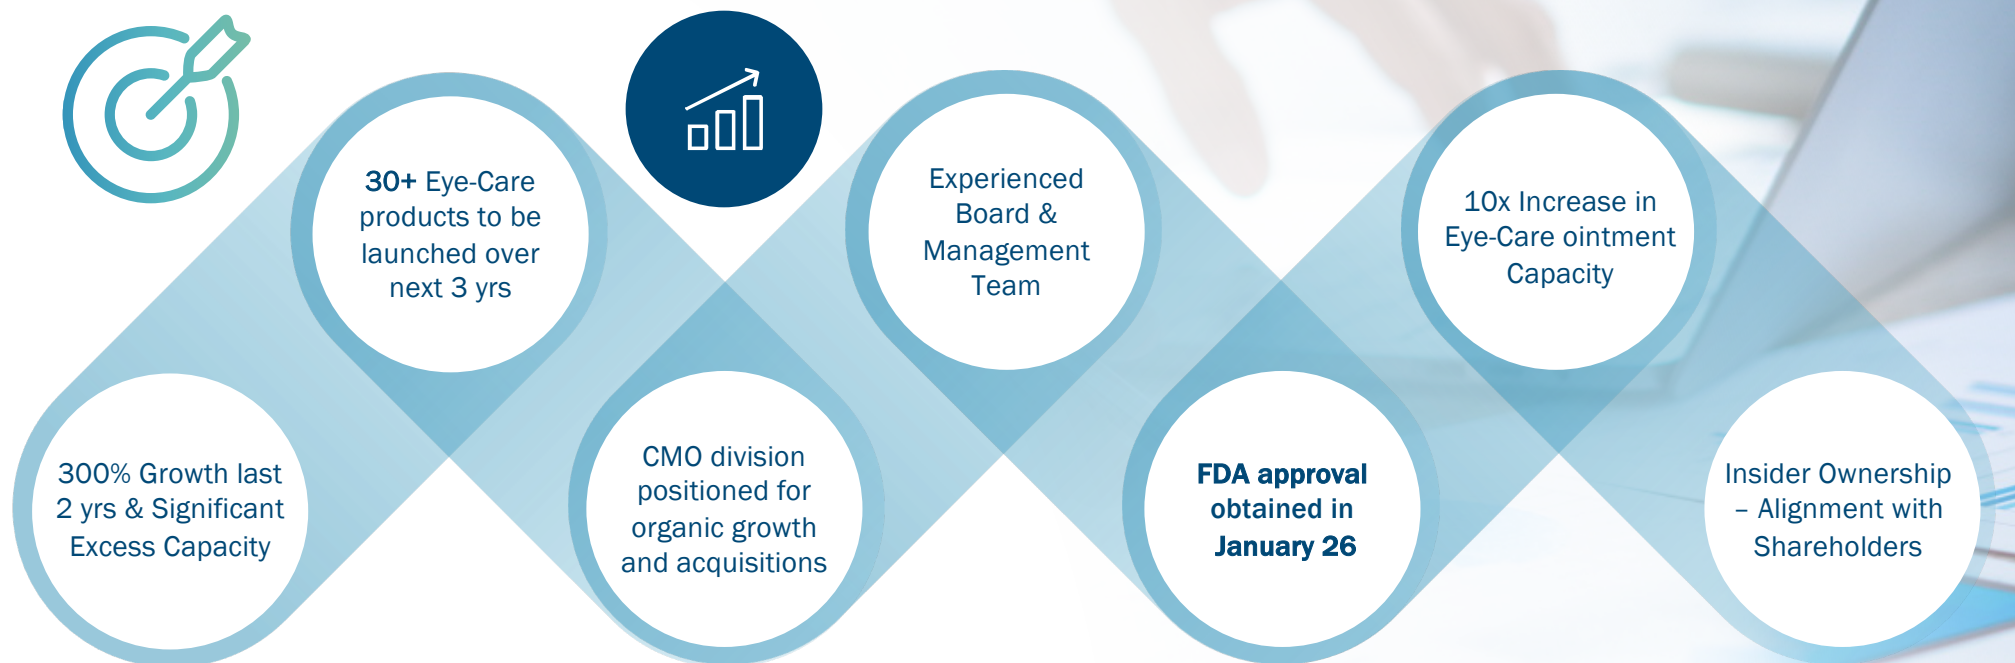 300% Growth last
2 yrs & Significant
Excess Capacity
30+ Eye-Care
products to be
launched over
next 3 yrs
CMO division
positioned for
organic growth
and acquisitions
Experienced
Board &
Management
Team
FDA approval
obtained in
January 26
10x Increase in
Eye-Care ointment
Capacity
Insider Ownership
– Alignment with
Shareholders